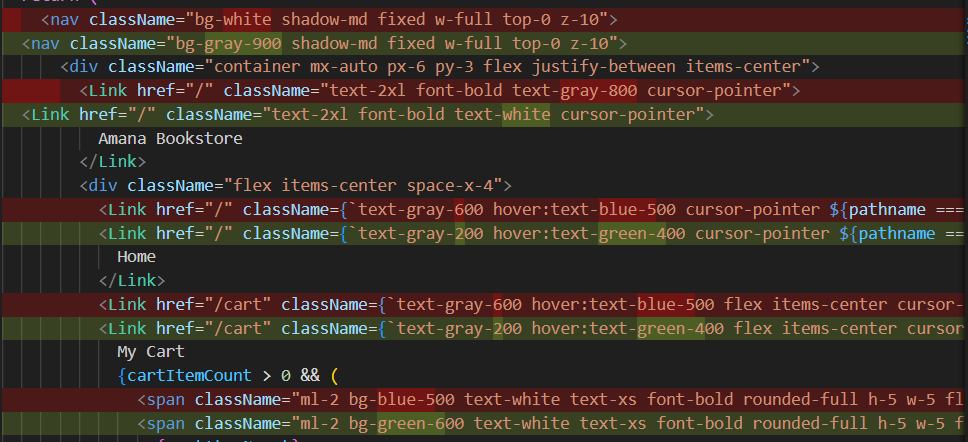 <nav className="bg-white shadow-md fixed w-full top-0 z-10">
<nav className="bg-gray-900 shadow-md fixed w-full top-0 z-10">
<div className="container mx-auto px-6 py-3 flex justify-between items-center">
<Link href="/" className="text-2xl font-bold text-gray-800 cursor-pointer">
<Link href="/" className="text-2xl font-bold text-white cursor-pointer">
Amana Bookstore
</Link>
<div className="flex items-center space-x-4">
<Link href="/" className={`text-gray-600 hover:text-blue-500 cursor-pointer ${pathname ===
<Link href="/" className={`text-gray-200 hover:text-green-400 cursor-pointer ${pathname ==
Home
</Link>
<Link href="/cart" className={`text-gray-600 hover:text-blue-500 flex items-center cursor-
<Link href="/cart" className={`text-gray-200 hover:text-green-400 flex items-center cursor
My Cart
{cartItemCount > 0 && (
<span className="ml-2 bg-blue-500 text-white text-xs font-bold rounded-full h-5 w-5 fl
<span className="ml-2 bg-green-600 text-white text-xs font-bold rounded-full h-5 w-5 f